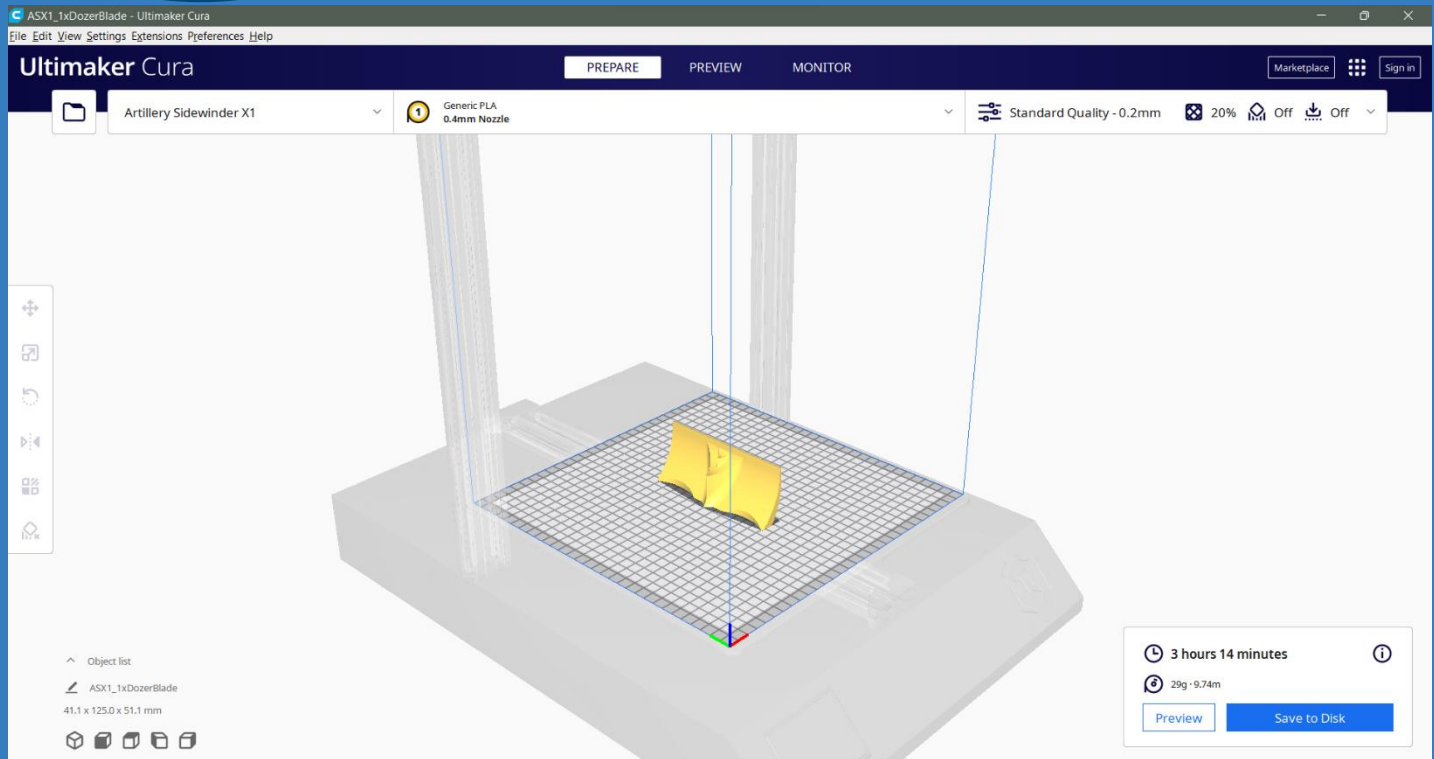 ASX1_1xDozerBlade - Ultimaker Cura
File Edit View Settings Extensions Preferences Help
Ultimaker Cura
PREPARE
PREVIEW
MONITOR
Marketplace
Sign in
Artillery Sidewinder X1
1
Generic PLA
0.4mm Nozzle
Standard Quality - 0.2mm
20%
Off
Off
Object list
ASX1_1xDozerBlade
41.1 x 125.0 x 51.1 mm
3 hours 14 minutes
29g · 9.74m
Preview
Save to Disk